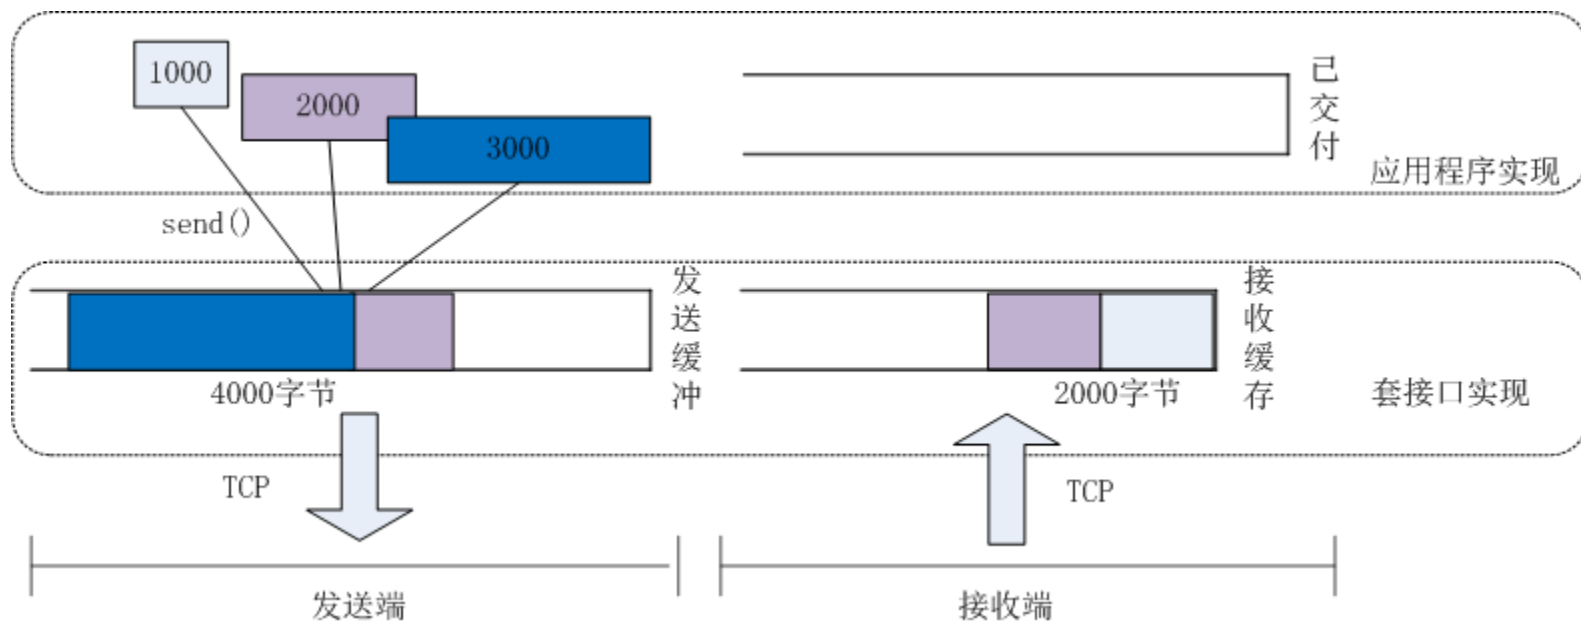 1000
2000
3000
已交付
应用程序实现
send()
发送缓冲
接收缓存
4000字节
2000字节
套接口实现
TCP
TCP
发送端
接收端